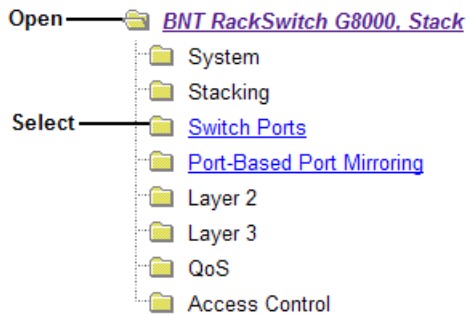 Open BNT RackSwitch G8000, Stack
System
Stacking
Select Switch Ports
Port-Based Port Mirroring
Layer 2
Layer 3
QoS
Access Control